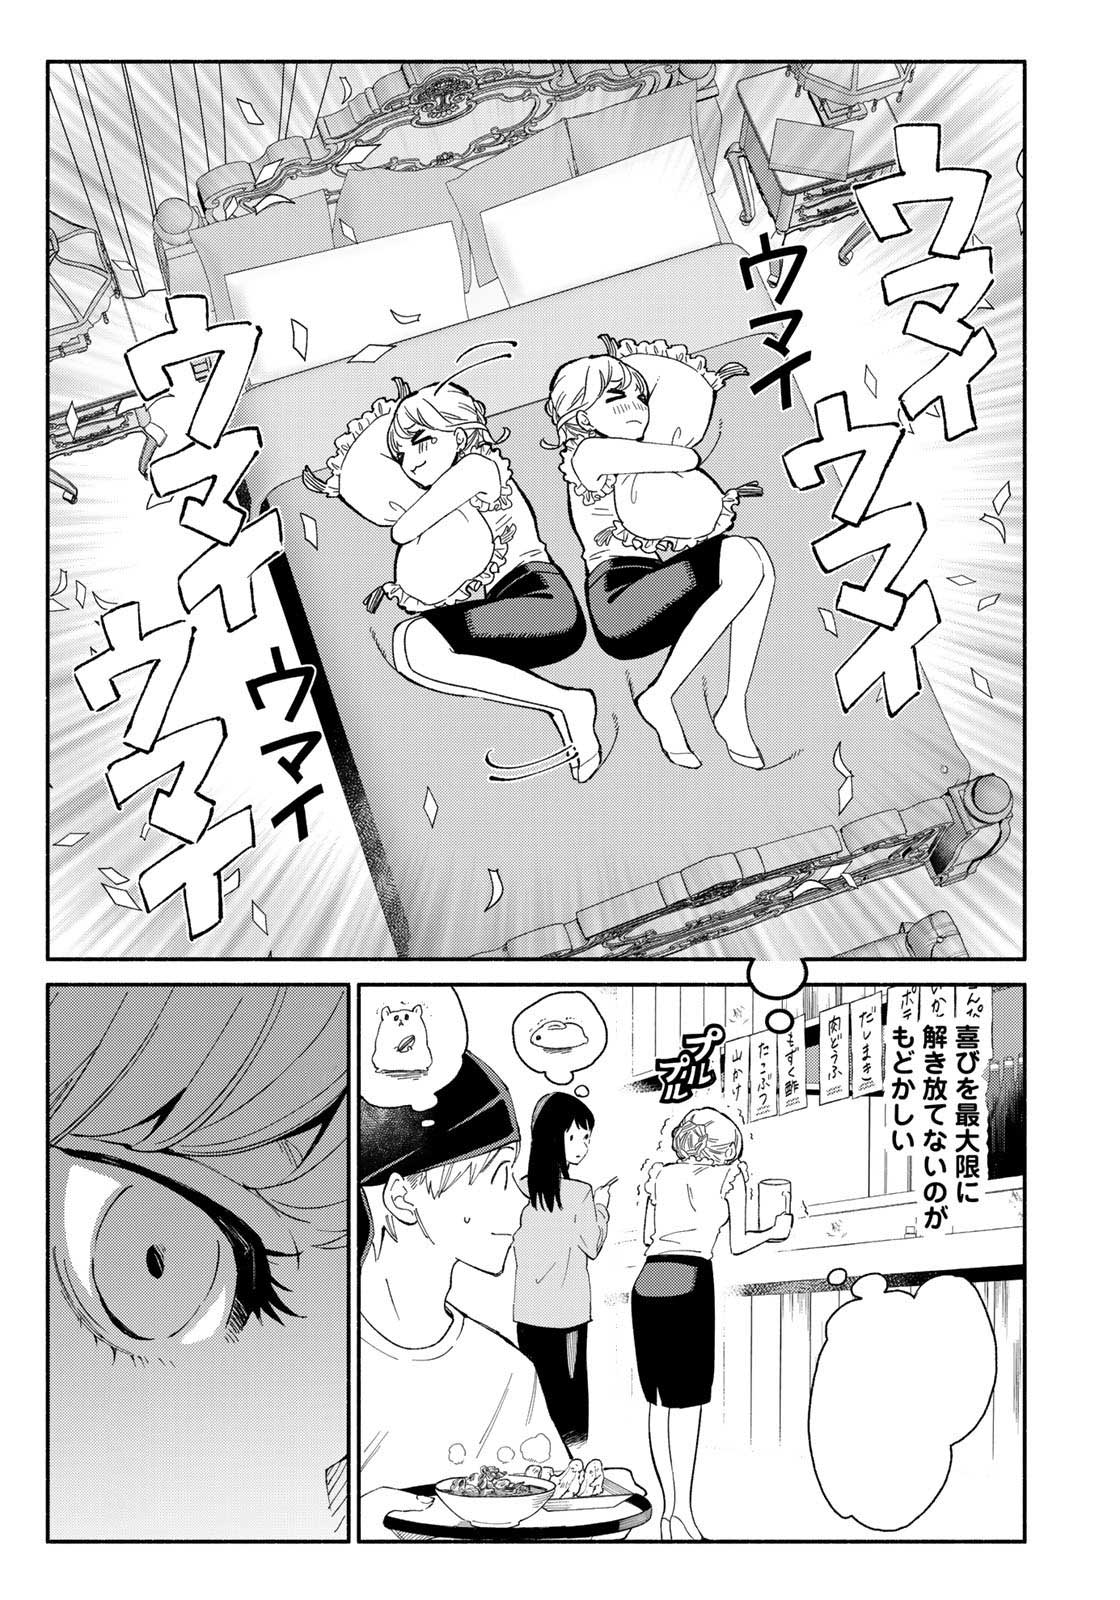 ウマイ
ウマイ
ウマイ
ウマイ
ウマイ
ウマイ
喜びを最大限に
解き放てないのが
もどかしい
いか
ポテ
だしまき
肉どうふ
もずく酢
たこぶつ
山かけ
プル
プル